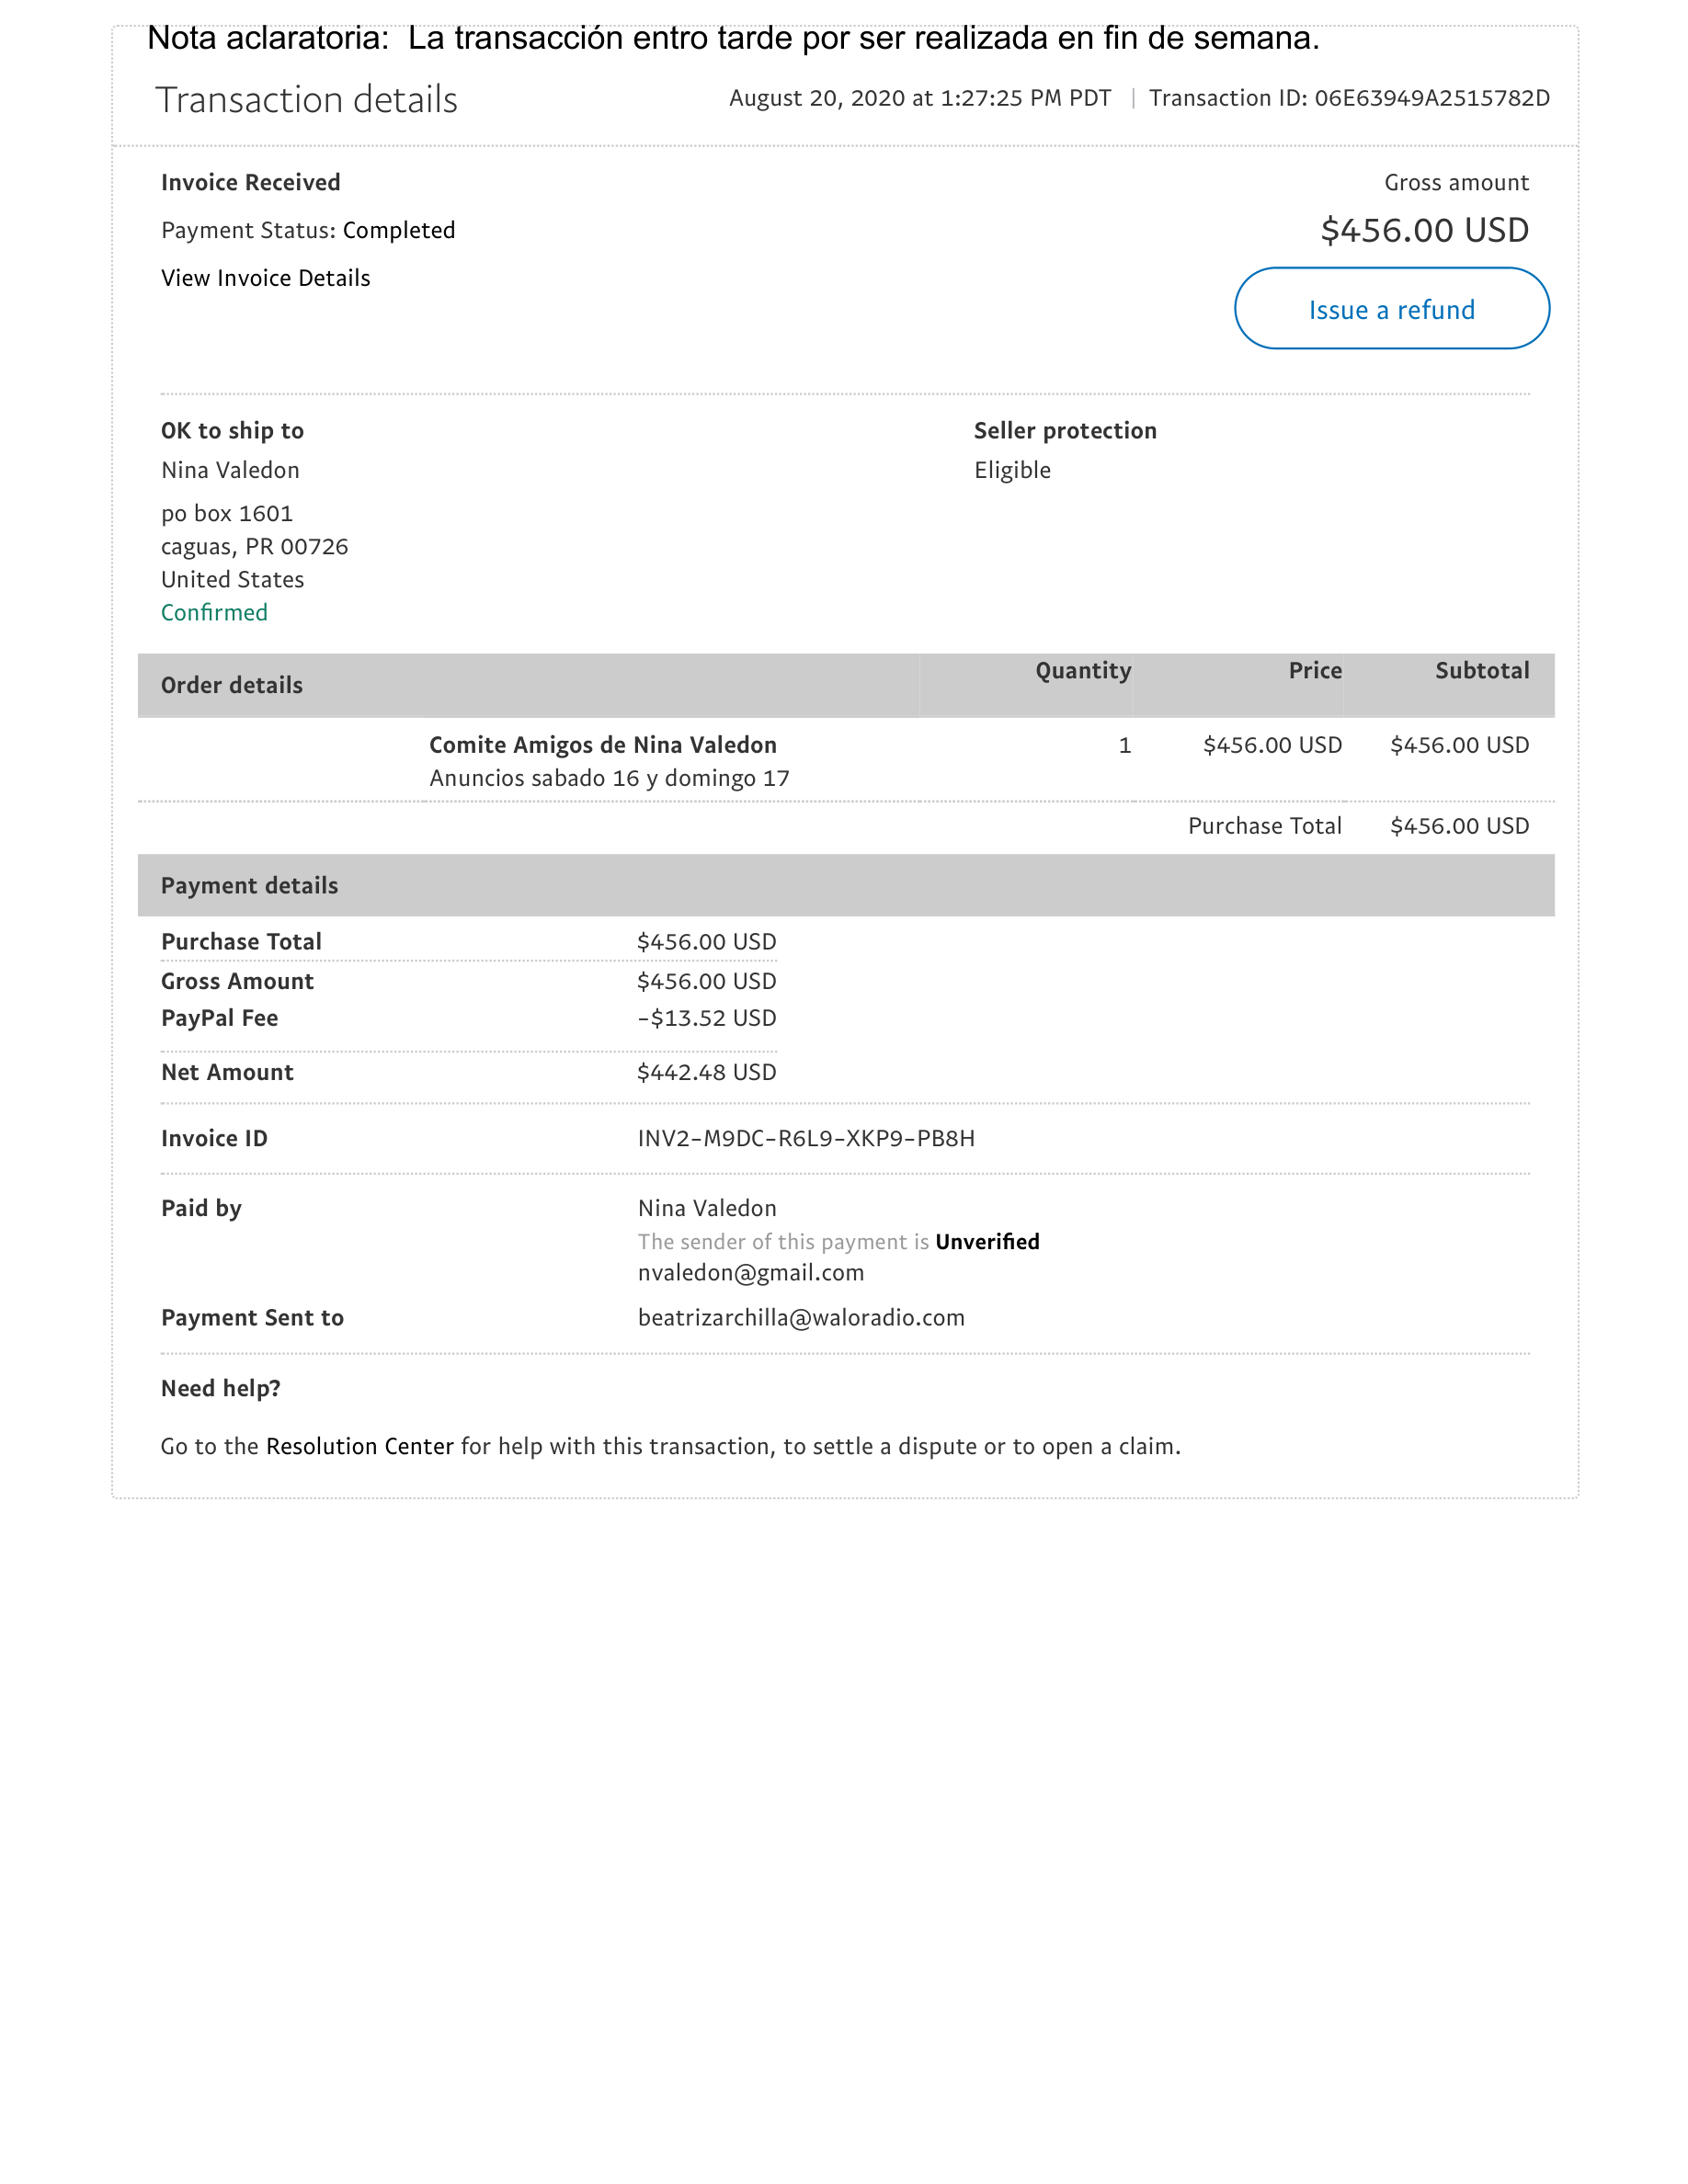 Nota aclaratoria:  La transacción entro tarde por ser realizada en fin de semana.
Transaction details
August 20, 2020 at 1:27:25 PM PDT | Transaction ID: 06E63949A2515782D
Invoice Received
Gross amount
Payment Status: Completed
$456.00 USD
View Invoice Details
Issue a refund
OK to ship to
Seller protection
Nina Valedon
Eligible
po box 1601
caguas, PR 00726
United States
Confirmed
Order details Quantity Price Subtotal
Comite Amigos de Nina Valedon 1 $456.00 USD $456.00 USD
Anuncios sabado 16 y domingo 17
Purchase Total $456.00 USD
Payment details
Purchase Total $456.00 USD
Gross Amount $456.00 USD
PayPal Fee -$13.52 USD
Net Amount $442.48 USD
Invoice ID INV2-M9DC-R6L9-XKP9-PB8H
Paid by Nina Valedon
The sender of this payment is Unverified
nvaledon@gmail.com
Payment Sent to beatrizarchilla@waloradio.com
Need help?
Go to the Resolution Center for help with this transaction, to settle a dispute or to open a claim.